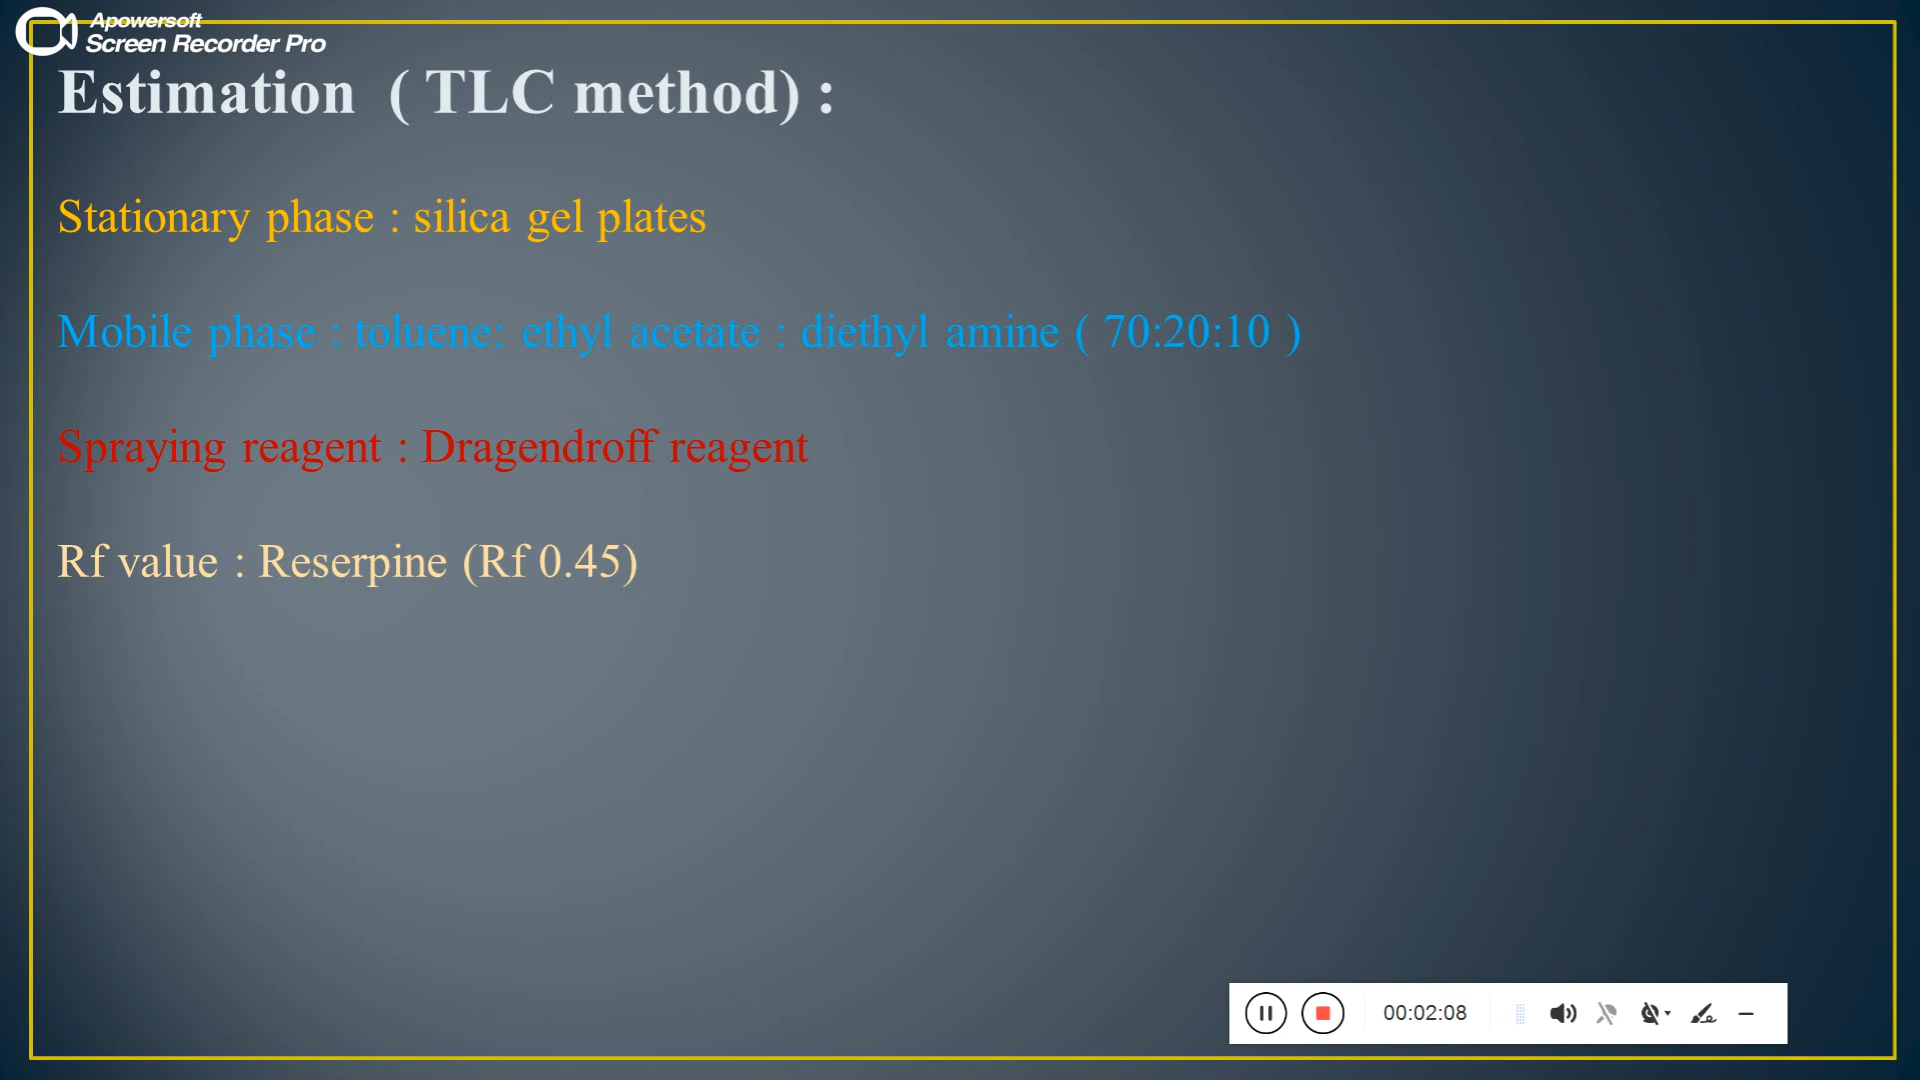 Apowersoft
Screen Recorder Pro
Estimation ( TLC method) :
Stationary phase : silica gel plates
Mobile phase : toluene: ethyl acetate : diethyl amine ( 70:20:10 )
Spraying reagent : Dragendroff reagent
Rf value : Reserpine (Rf 0.45)
00:02:08